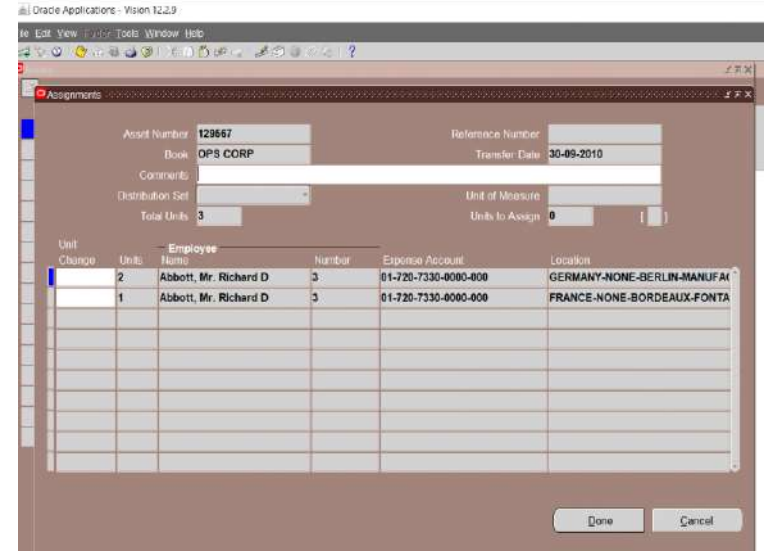 Oracle Applications - Vision 12.2.9
Edit View Tools Window Help
Assignments
Asset Number 129667 Reference Number
Book OPS CORP Transfer Date 30-09-2010
Comments
Distribution Set Unit of Measure
Total Units 3 Units to Assign 0 [ ]
Unit Change Units Employee Name Number Expense Account Location
2 Abbott, Mr. Richard D 3 01-720-7330-0000-000 GERMANY-NONE-BERLIN-MANUFAC
1 Abbott, Mr. Richard D 3 01-720-7330-0000-000 FRANCE-NONE-BORDEAUX-FONTA
Done Cancel